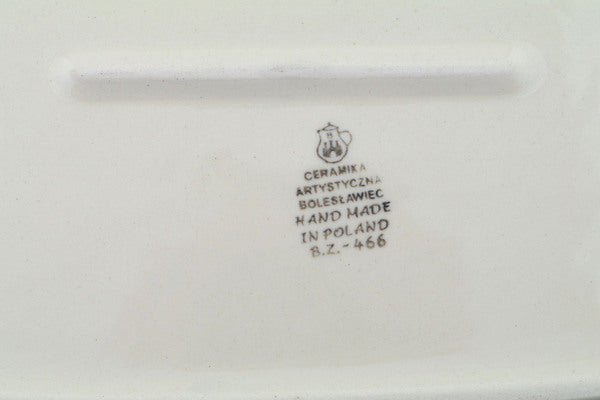 CERAMIKA
ARTYSTYCZNA
BOLESŁAWIEC
HAND MADE
IN POLAND
B.Z.-466